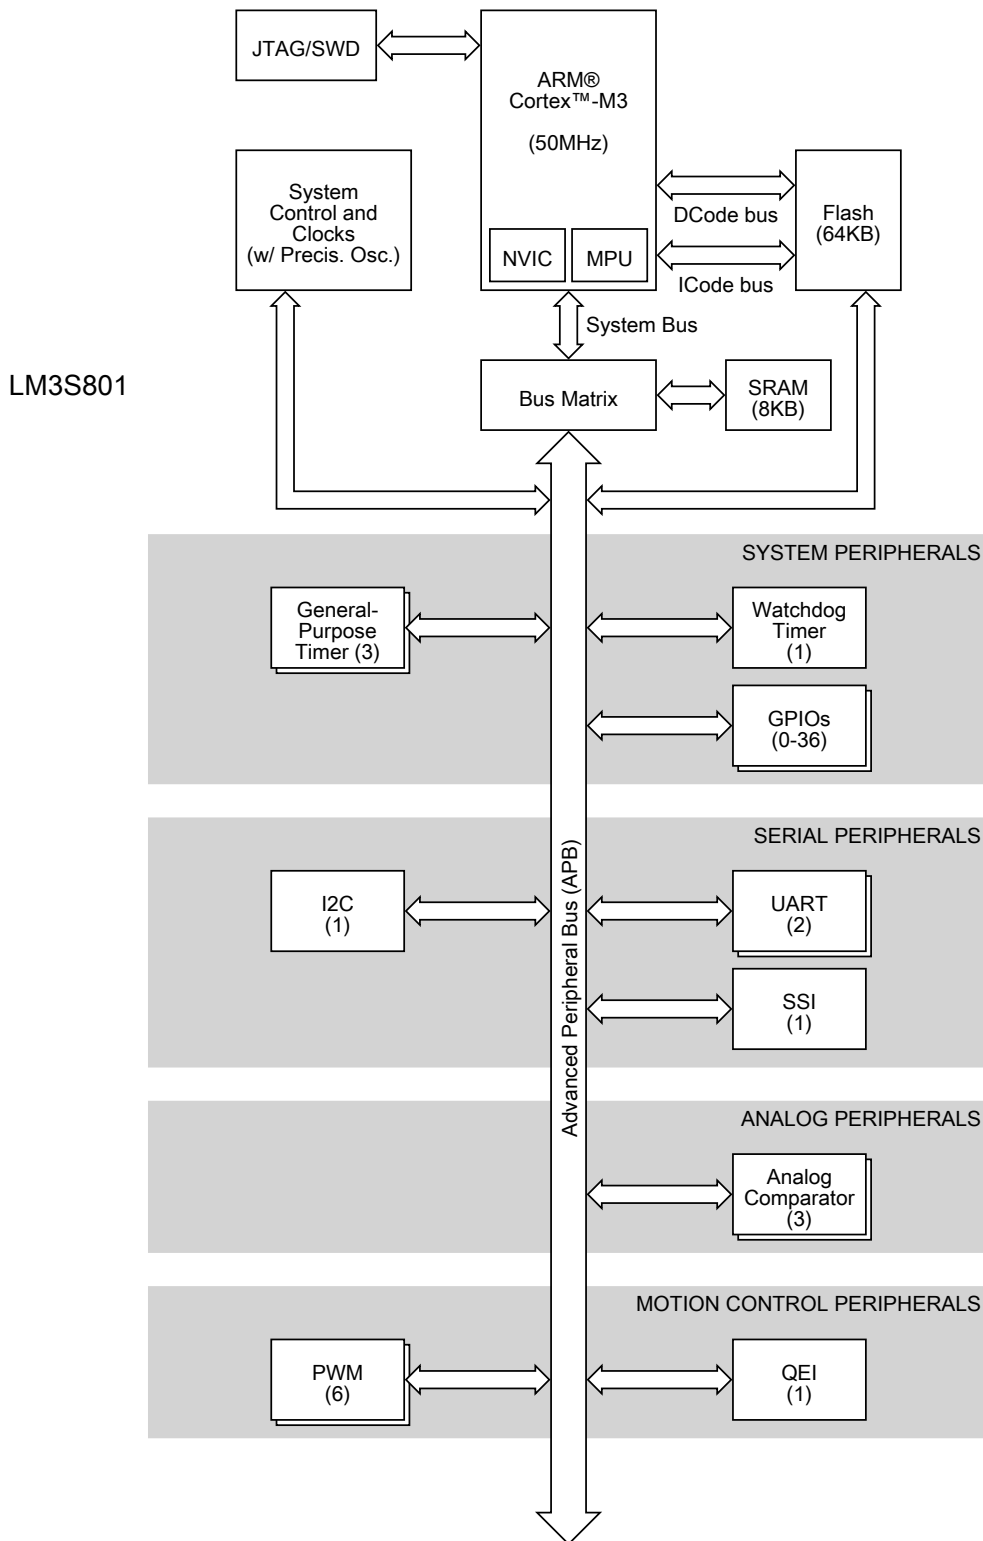 JTAG/SWD
ARM®
Cortex™-M3
(50MHz)
NVIC
MPU
System
Control and
Clocks
(w/ Precis. Osc.)
DCode bus
ICode bus
Flash
(64KB)
System Bus
LM3S801
Bus Matrix
SRAM
(8KB)
SYSTEM PERIPHERALS
General-
Purpose
Timer (3)
Watchdog
Timer
(1)
GPIOs
(0-36)
Advanced Peripheral Bus (APB)
SERIAL PERIPHERALS
I2C
(1)
UART
(2)
SSI
(1)
ANALOG PERIPHERALS
Analog
Comparator
(3)
MOTION CONTROL PERIPHERALS
PWM
(6)
QEI
(1)